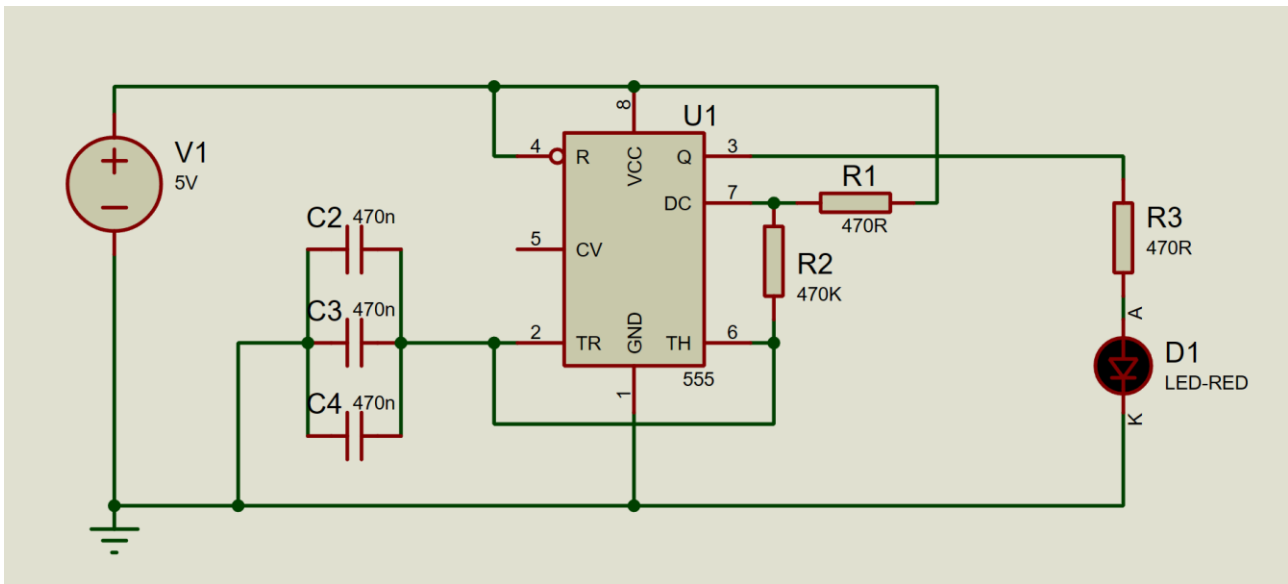 V1
5V
C2 470n
C3 470n
C4 470n
U1
8
4 R VCC Q 3
DC 7
5 CV
2 TR GND TH 6
1
555
R1
470R
R2
470K
R3
470R
A
D1
LED-RED
K